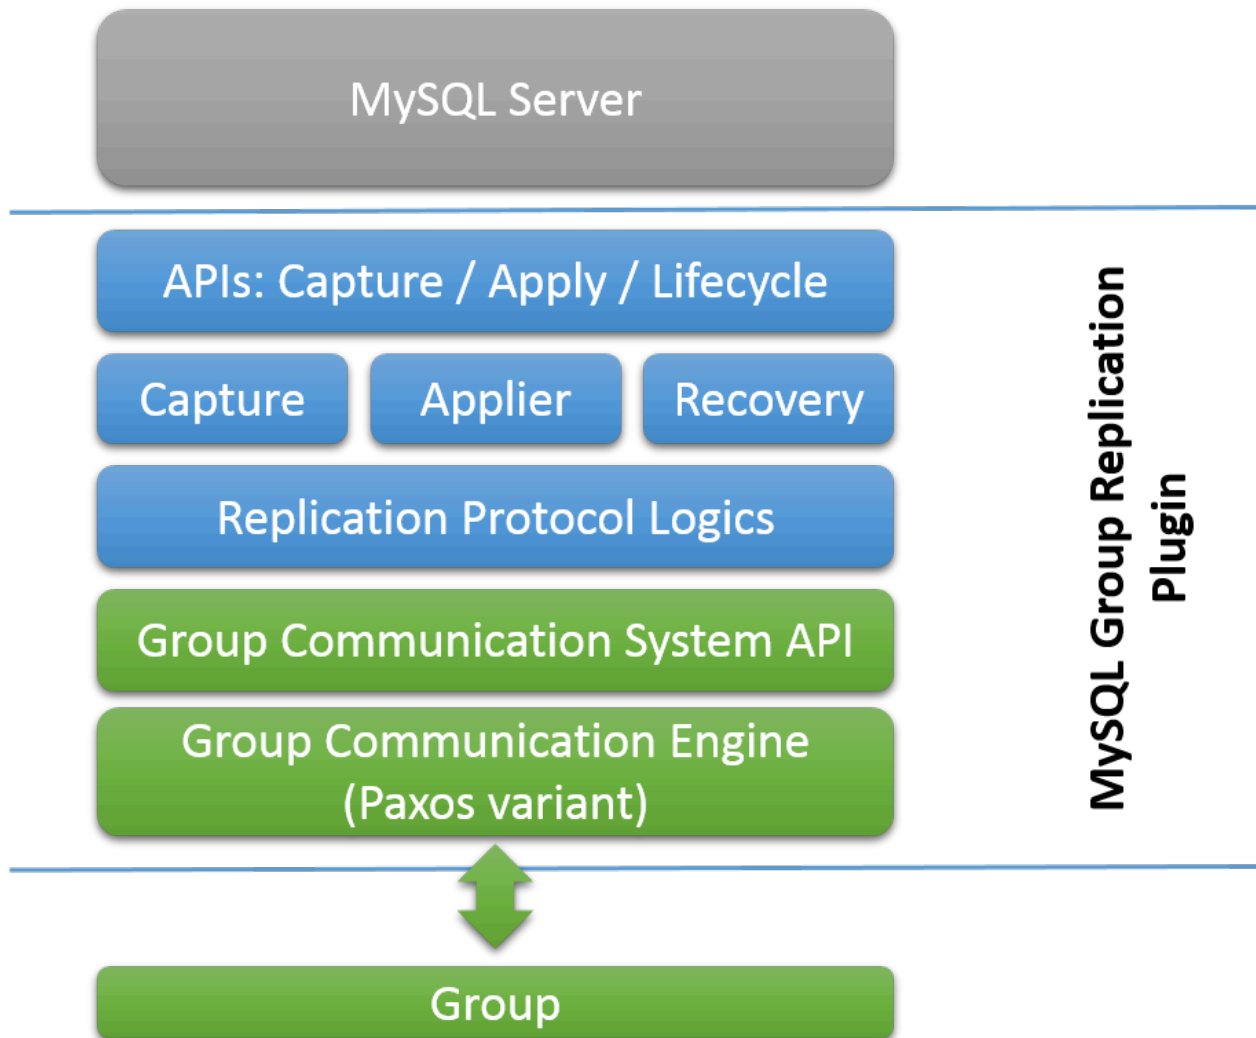 MySQL Server
APIs: Capture / Apply / Lifecycle
Capture
Applier
Recovery
Replication Protocol Logics
Group Communication System API
Group Communication Engine
(Paxos variant)
Group
MySQL Group Replication
Plugin